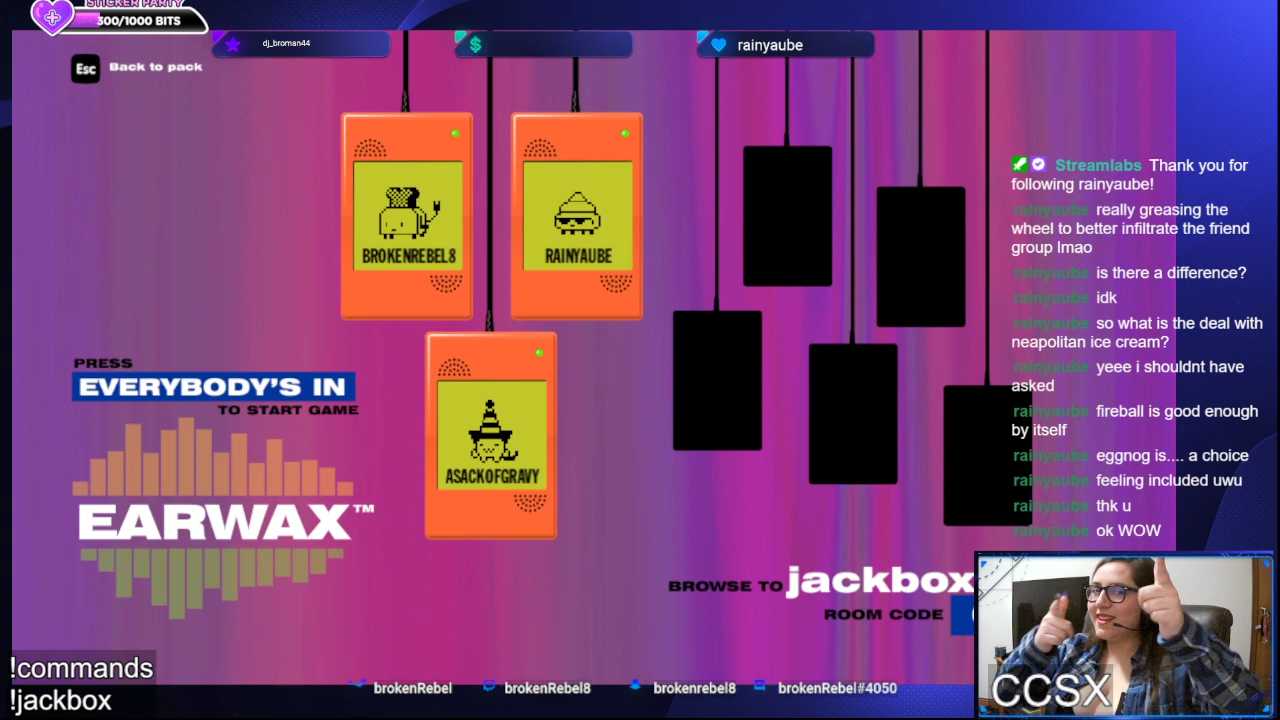 STICKER PARTY
300/1000 BITS
dj_broman44
$
rainyaube
Esc Back to pack
BROKENREBEL8
RAINYAUBE
ASACKOFGRAVY
PRESS
EVERYBODY'S IN
TO START GAME
EARWAX™
BROWSE TO jackbox
ROOM CODE
Streamlabs Thank you for
following rainyaube!
rainyaube really greasing the
wheel to better infiltrate the friend
group lmao
rainyaube is there a difference?
rainyaube idk
rainyaube so what is the deal with
neapolitan ice cream?
rainyaube yeee i shouldnt have
asked
rainyaube fireball is good enough
by itself
rainyaube eggnog is.... a choice
rainyaube feeling included uwu
rainyaube thk u
rainyaube ok WOW
CCSX
!commands
!jackbox
brokenRebel
brokenRebel8
brokenrebel8
brokenRebel#4050